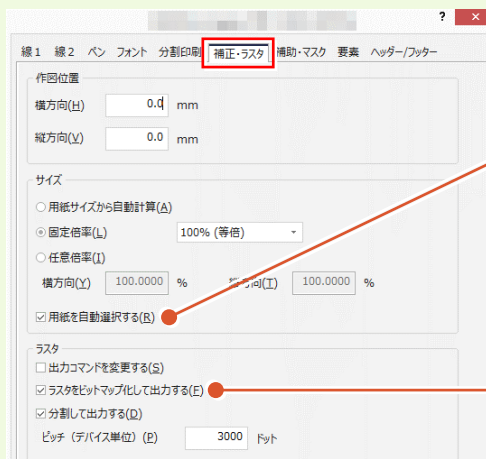 ? ×
線1 線2 ペン フォント 分割印刷 補正・ラスタ 補助・マスク 要素 ヘッダー/フッター
作図位置
横方向(H) 0.0 mm
縦方向(V) 0.0 mm
サイズ
用紙サイズから自動計算(A)
固定倍率(L) 100% (等倍)
任意倍率(I)
横方向(Y) 100.0000 % 方向(T) 100.0000 %
用紙を自動選択する(R)
ラスタ
出力コマンドを変更する(S)
ラスタをビットマップ化して出力する(F)
分割して出力する(D)
ピッチ (デバイス単位) (P) 3000 ドット